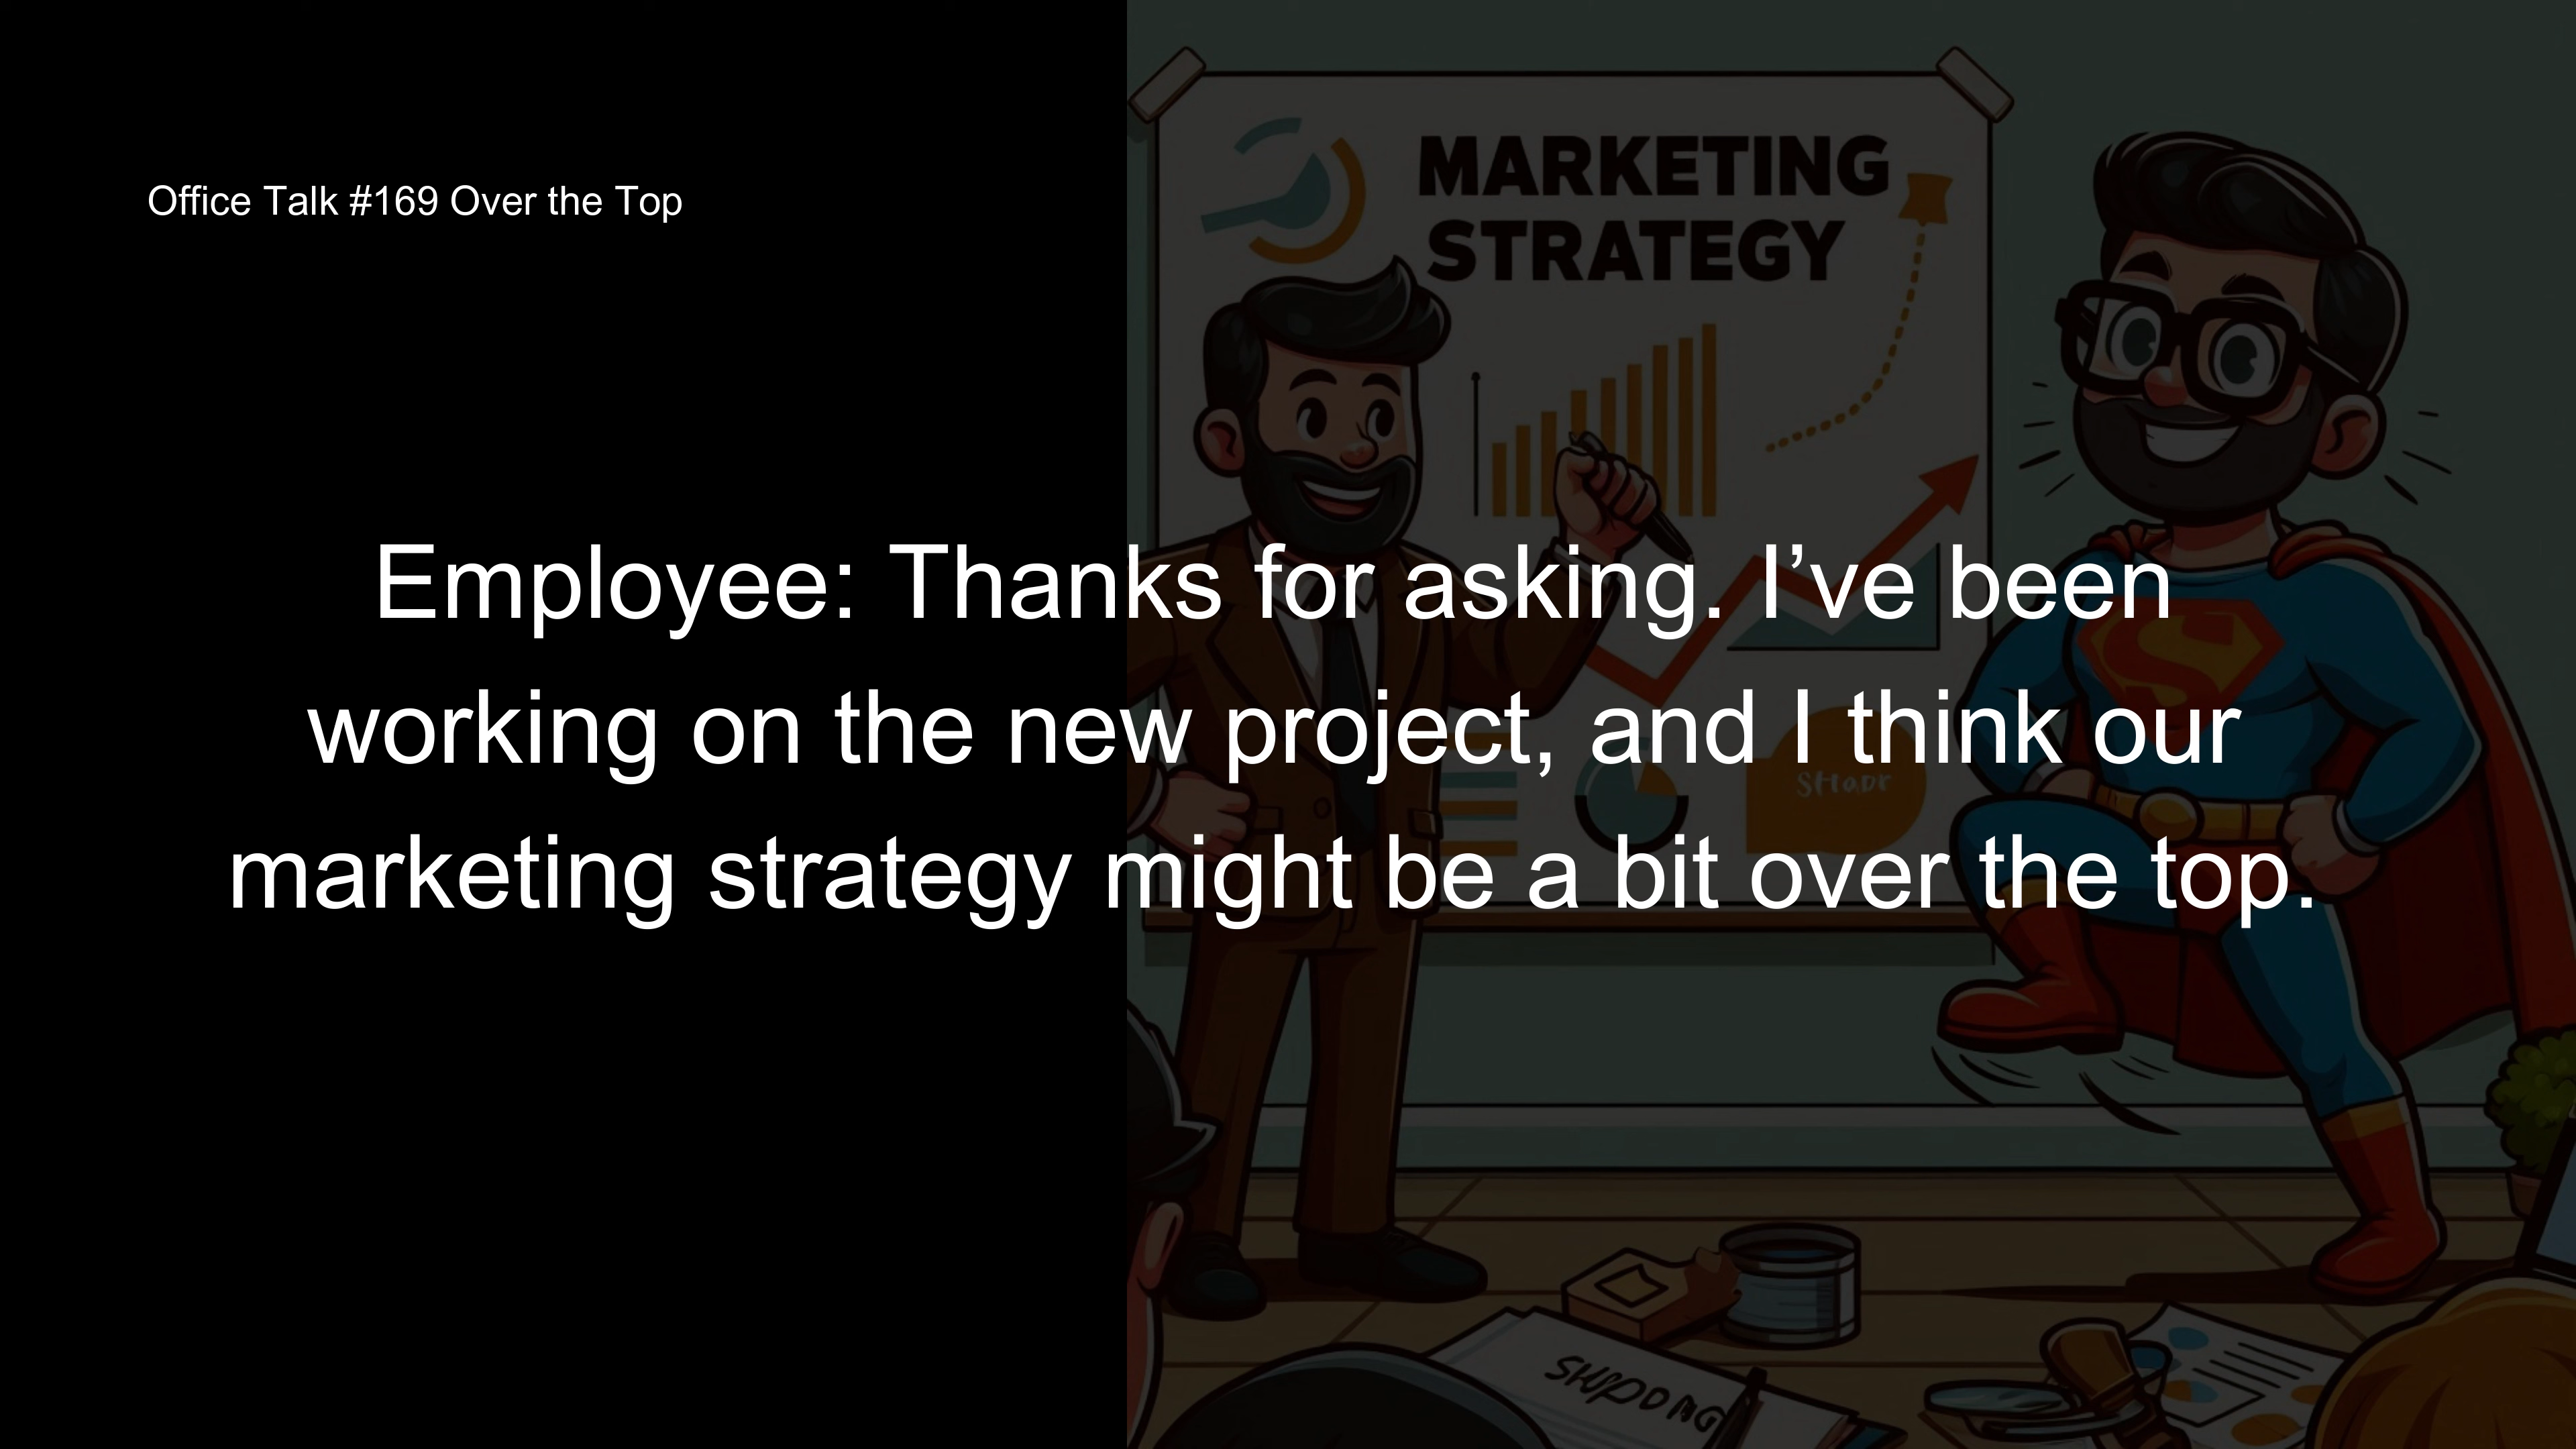 Office Talk #169 Over the Top
MARKETING
STRATEGY
Employee: Thanks for asking. I’ve been
working on the new project, and I think our
marketing strategy might be a bit over the top.
S